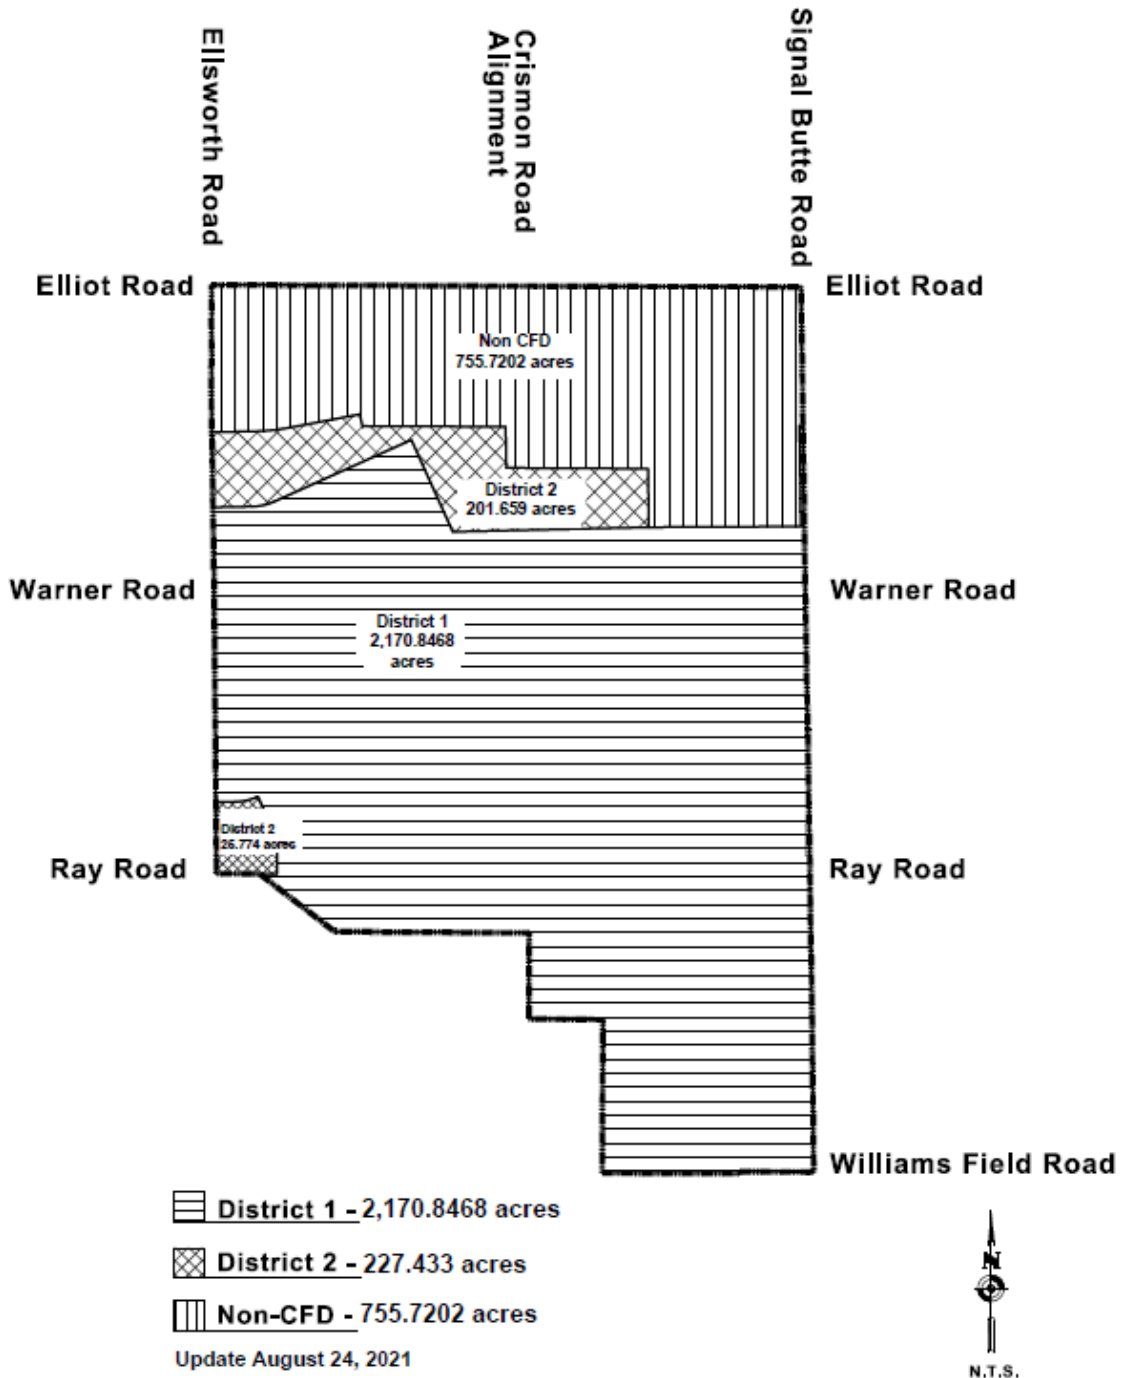 Ellsworth Road
Crismon Road
Alignment
Signal Butte Road
Elliot Road
Elliot Road
Non CFD
755.7202 acres
District 2
201.659 acres
Warner Road
Warner Road
District 1
2,170.8468
acres
District 2
26.774 acres
Ray Road
Ray Road
Williams Field Road
District 1 - 2,170.8468 acres
District 2 - 227.433 acres
Non-CFD - 755.7202 acres
Update August 24, 2021
N
N.T.S.